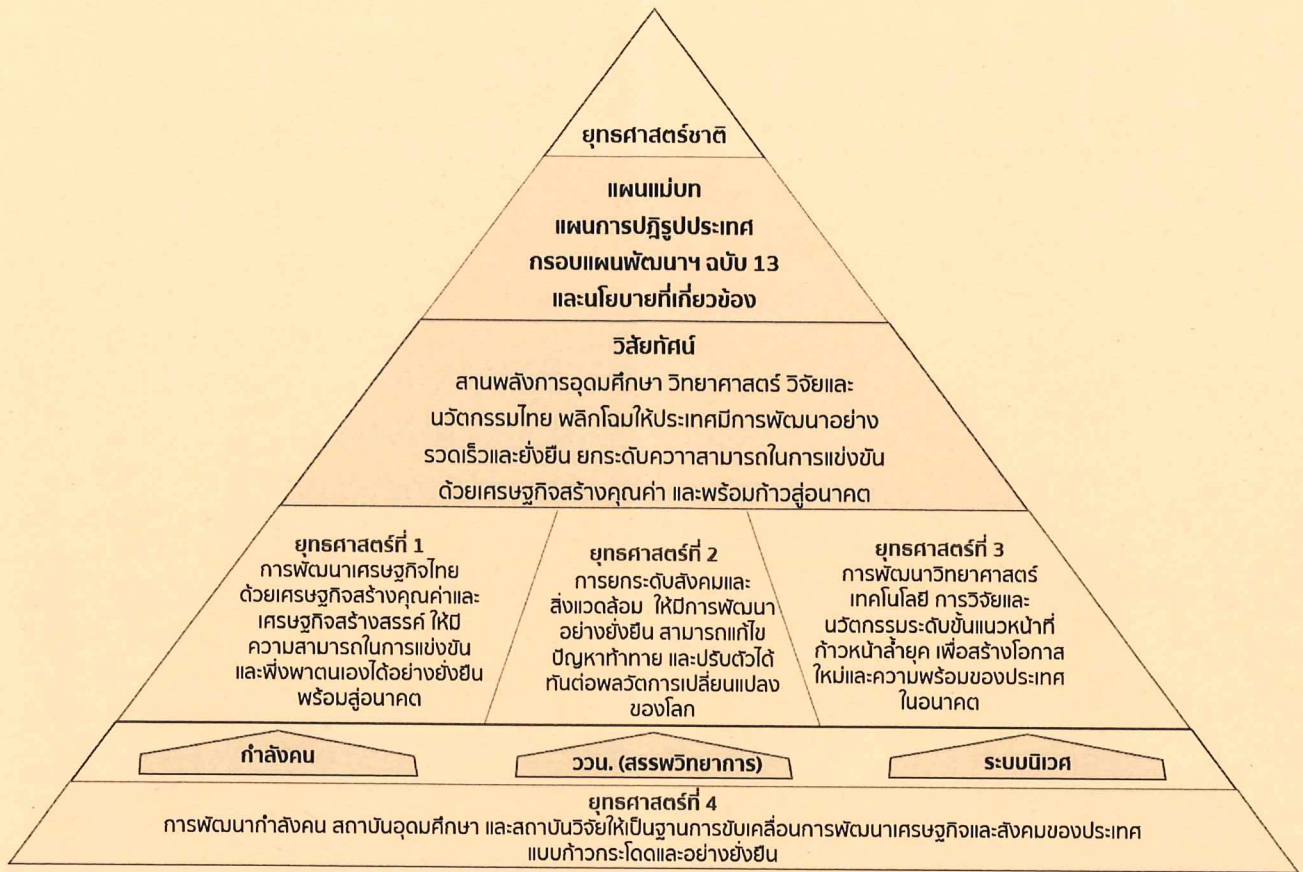 ยุทธศาสตร์ชาติ
แผนแม่บท
แผนการปฎิรูปประเทศ
กรอบแผนพัฒนาฯ ฉบับ 13
และนโยบายที่เกี่ยวข้อง
วิสัยทัศน์
สานพลังการอุดมศึกษา วิทยาศาสตร์ วิจัยและ
นวัตกรรมไทย พลิกโฉมให้ประเทศมีการพัฒนาอย่าง
รวดเร็วและยั่งยืน ยกระดับควาาสามารถในการแข่งขัน
ด้วยเศรษฐกิจสร้างคุณค่า และพร้อมก้าวสู่อนาคต
ยุทธศาสตร์ที่ 1
การพัฒนาเศรษฐกิจไทย
ด้วยเศรษฐกิจสร้างคุณค่าและ
เศรษฐกิจสร้างสรรค์ ให้มี
ความสามารถในการแข่งขัน
และพึ่งพาตนเองได้อย่างยั่งยืน
พร้อมสู่อนาคต
ยุทธศาสตร์ที่ 2
การยกระดับสังคมและ
สิ่งแวดล้อม ให้มีการพัฒนา
อย่างยั่งยืน สามารถแก้ไข
ปัญหาท้าทาย และปรับตัวได้
ทันต่อพลวัตการเปลี่ยนแปลง
ของโลก
ยุทธศาสตร์ที่ 3
การพัฒนาวิทยาศาสตร์
เทคโนโลยี การวิจัยและ
นวัตกรรมระดับขั้นแนวหน้าที่
ก้าวหน้าล้ำยุค เพื่อสร้างโอกาส
ใหม่และความพร้อมของประเทศ
ในอนาคต
กำลังคน
ววน. (สรรพวิทยาการ)
ระบบนิเวศ
ยุทธศาสตร์ที่ 4
การพัฒนากำลังคน สถาบันอุดมศึกษา และสถาบันวิจัยให้เป็นฐานการขับเคลื่อนการพัฒนาเศรษฐกิจและสังคมของประเทศ
แบบก้าวกระโดดและอย่างยั่งยืน